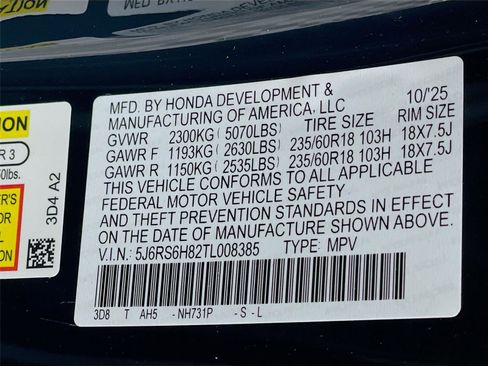 MFD. BY HONDA DEVELOPMENT & 10/'25
MANUFACTURING OF AMERICA, LLC
GVWR 2300KG (5070LBS) TIRE SIZE RIM SIZE
GAWR F 1193KG (2630LBS) 235/60R18 103H 18X7.5J
GAWR R 1150KG (2535LBS) 235/60R18 103H 18X7.5J
THIS VEHICLE CONFORMS TO ALL APPLICABLE
FEDERAL MOTOR VEHICLE SAFETY
AND THEFT PREVENTION STANDARDS IN EFFECT
ON THE DATE OF MANUFACTURE SHOWN ABOVE.
V.I.N.: 5J6RS6H82TL008385 TYPE: MPV
3D8 T AH5 - NH731P - S - L
ION
R 3
0lbs.
3D4 A2